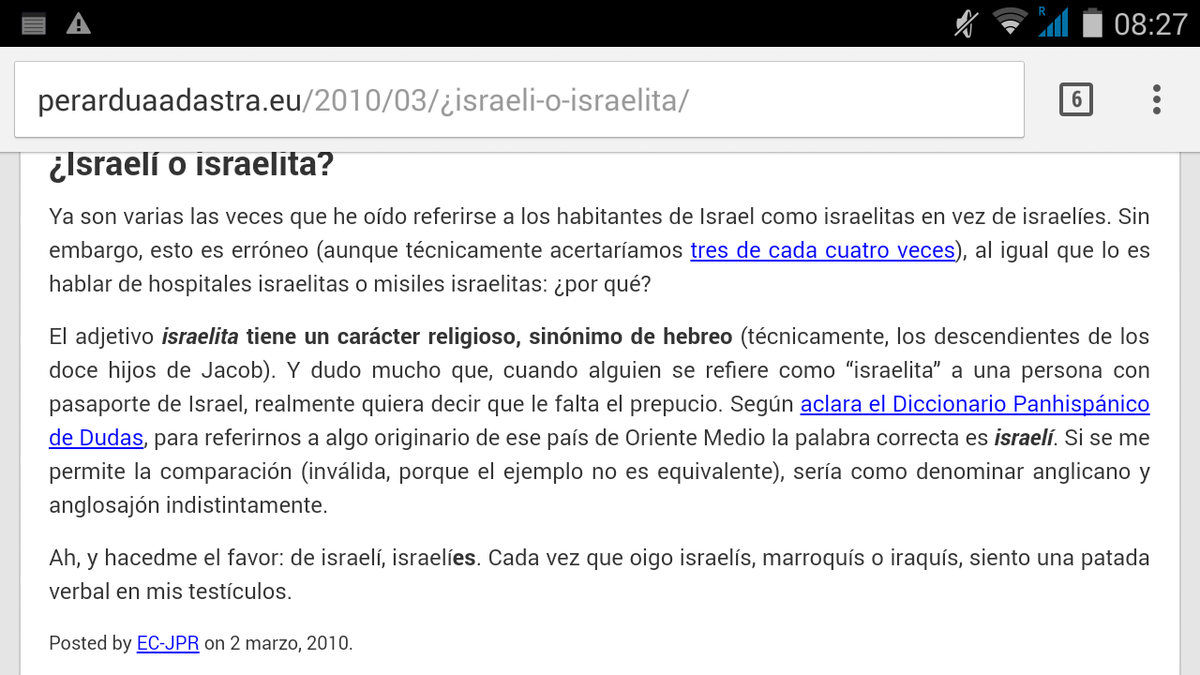 R
08:27
perarduaadastra.eu/2010/03/¿israeli-o-israelita/
6
¿Israelí o israelita?
Ya son varias las veces que he oído referirse a los habitantes de Israel como israelitas en vez de israelíes. Sin
embargo, esto es erróneo (aunque técnicamente acertaríamos tres de cada cuatro veces), al igual que lo es
hablar de hospitales israelitas o misiles israelitas: ¿por qué?
El adjetivo israelita tiene un carácter religioso, sinónimo de hebreo (técnicamente, los descendientes de los
doce hijos de Jacob). Y dudo mucho que, cuando alguien se refiere como “israelita” a una persona con
pasaporte de Israel, realmente quiera decir que le falta el prepucio. Según aclara el Diccionario Panhispánico
de Dudas, para referirnos a algo originario de ese país de Oriente Medio la palabra correcta es israelí. Si se me
permite la comparación (inválida, porque el ejemplo no es equivalente), sería como denominar anglicano y
anglosajón indistintamente.
Ah, y hacedme el favor: de israelí, israelíes. Cada vez que oigo israelís, marroquís o iraquís, siento una patada
verbal en mis testículos.
Posted by EC-JPR on 2 marzo, 2010.